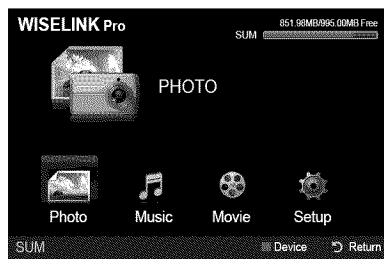 WISELINK Pro
851.98MB/995.00MB Free
SUM
PHOTO
Photo Music Movie Setup
SUM Device Return